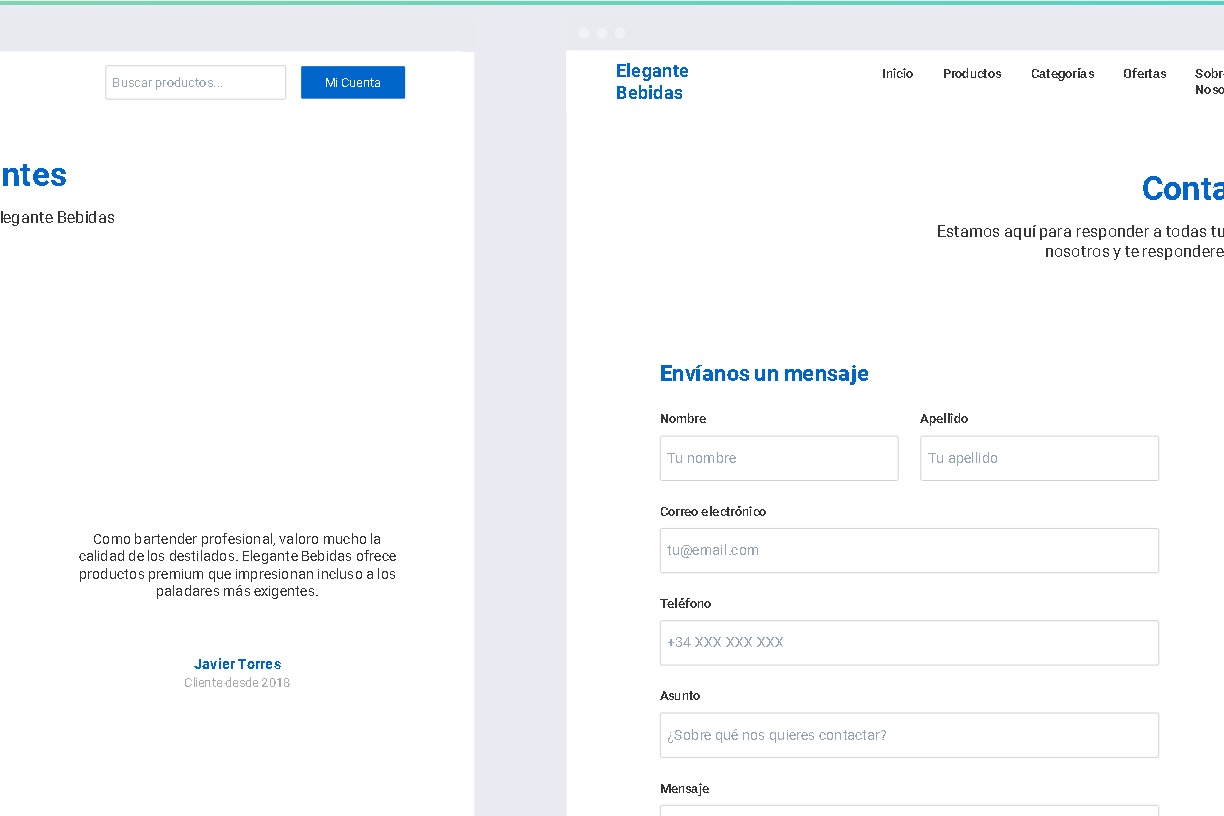 Buscar productos...
Mi Cuenta
ntes
legante Bebidas
Como bartender profesional, valoro mucho la
calidad de los destilados. Elegante Bebidas ofrece
productos premium que impresionan incluso a los
paladares más exigentes.
Javier Torres
Cliente desde 2018
Elegante
Bebidas
Inicio
Productos
Categorías
Ofertas
Sobr
Noso
Conta
Estamos aquí para responder a todas tu
nosotros y te respondere
Envíanos un mensaje
Nombre
Apellido
Tu nombre
Tu apellido
Correo electrónico
tu@email.com
Teléfono
+34 XXX XXX XXX
Asunto
¿Sobre qué nos quieres contactar?
Mensaje